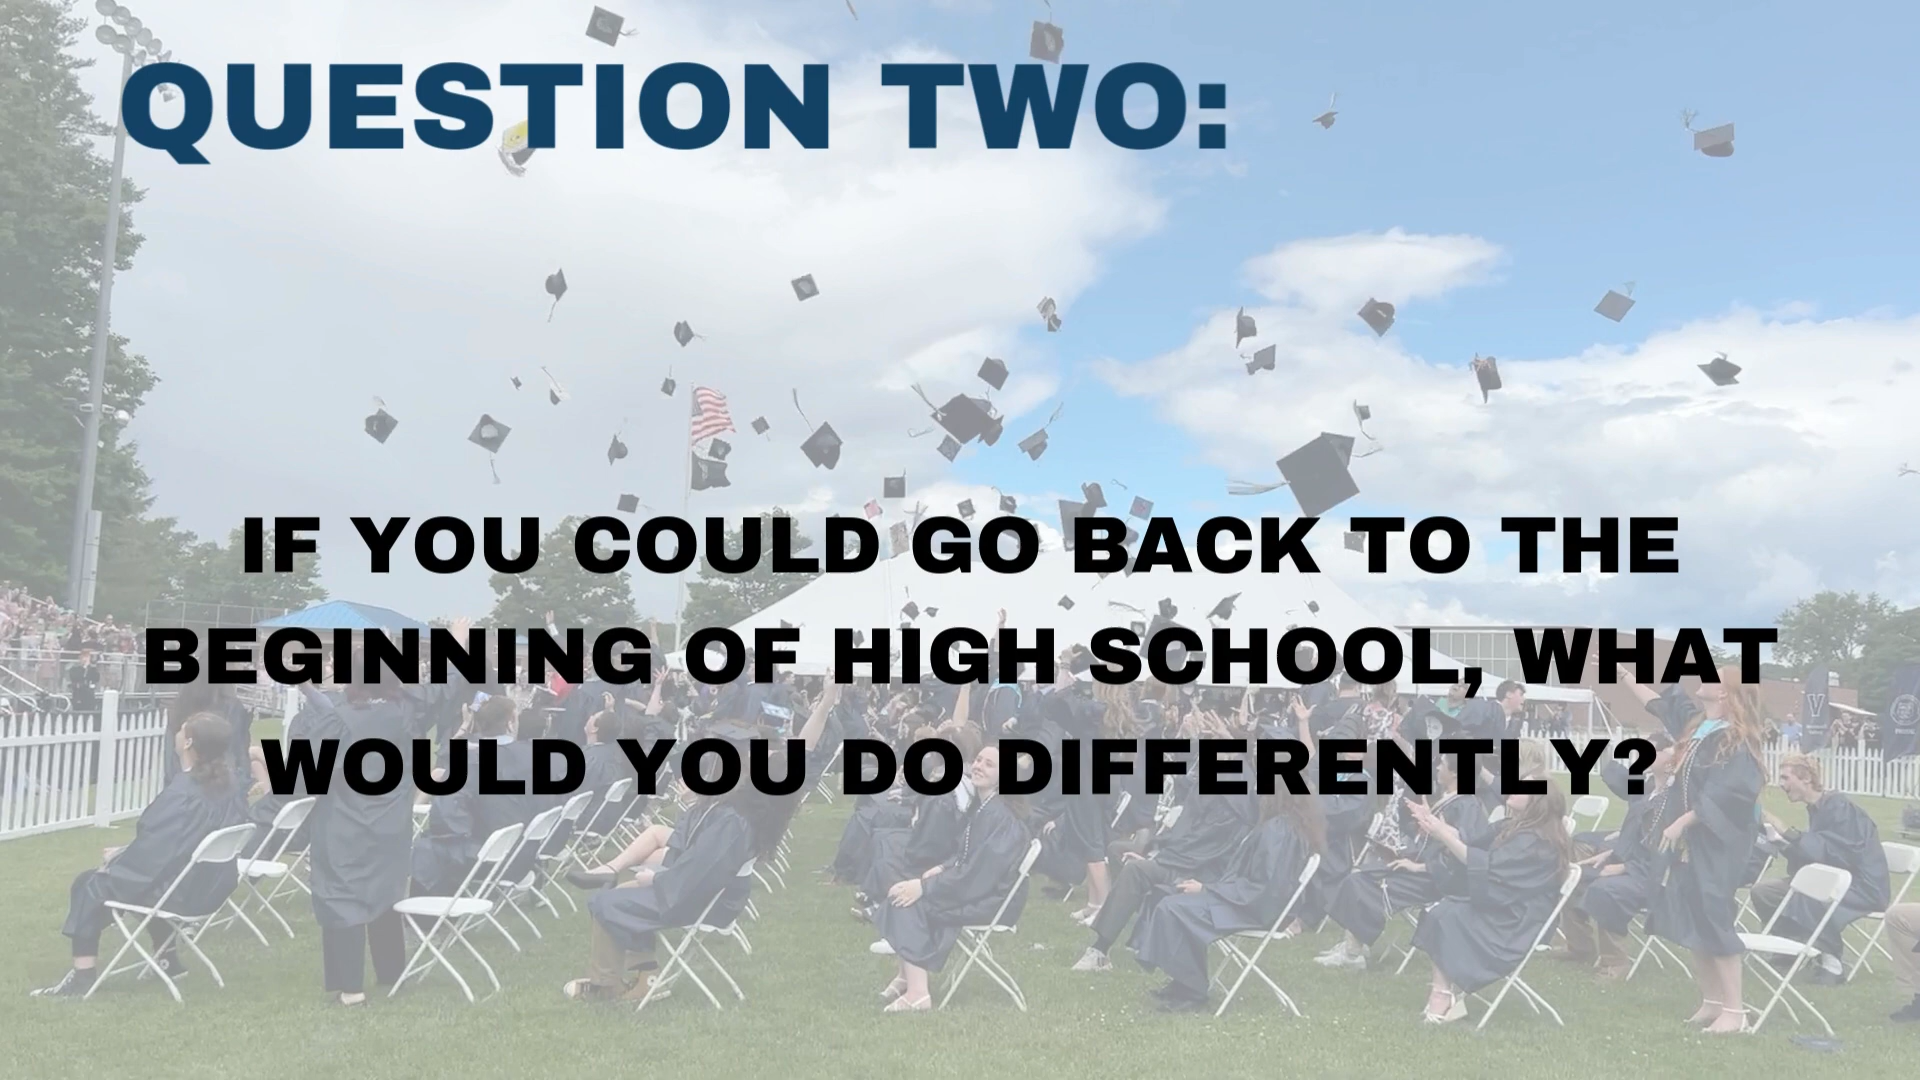 QUESTION TWO:
IF YOU COULD GO BACK TO THE
BEGINNING OF HIGH SCHOOL, WHAT
WOULD YOU DO DIFFERENTLY?
V